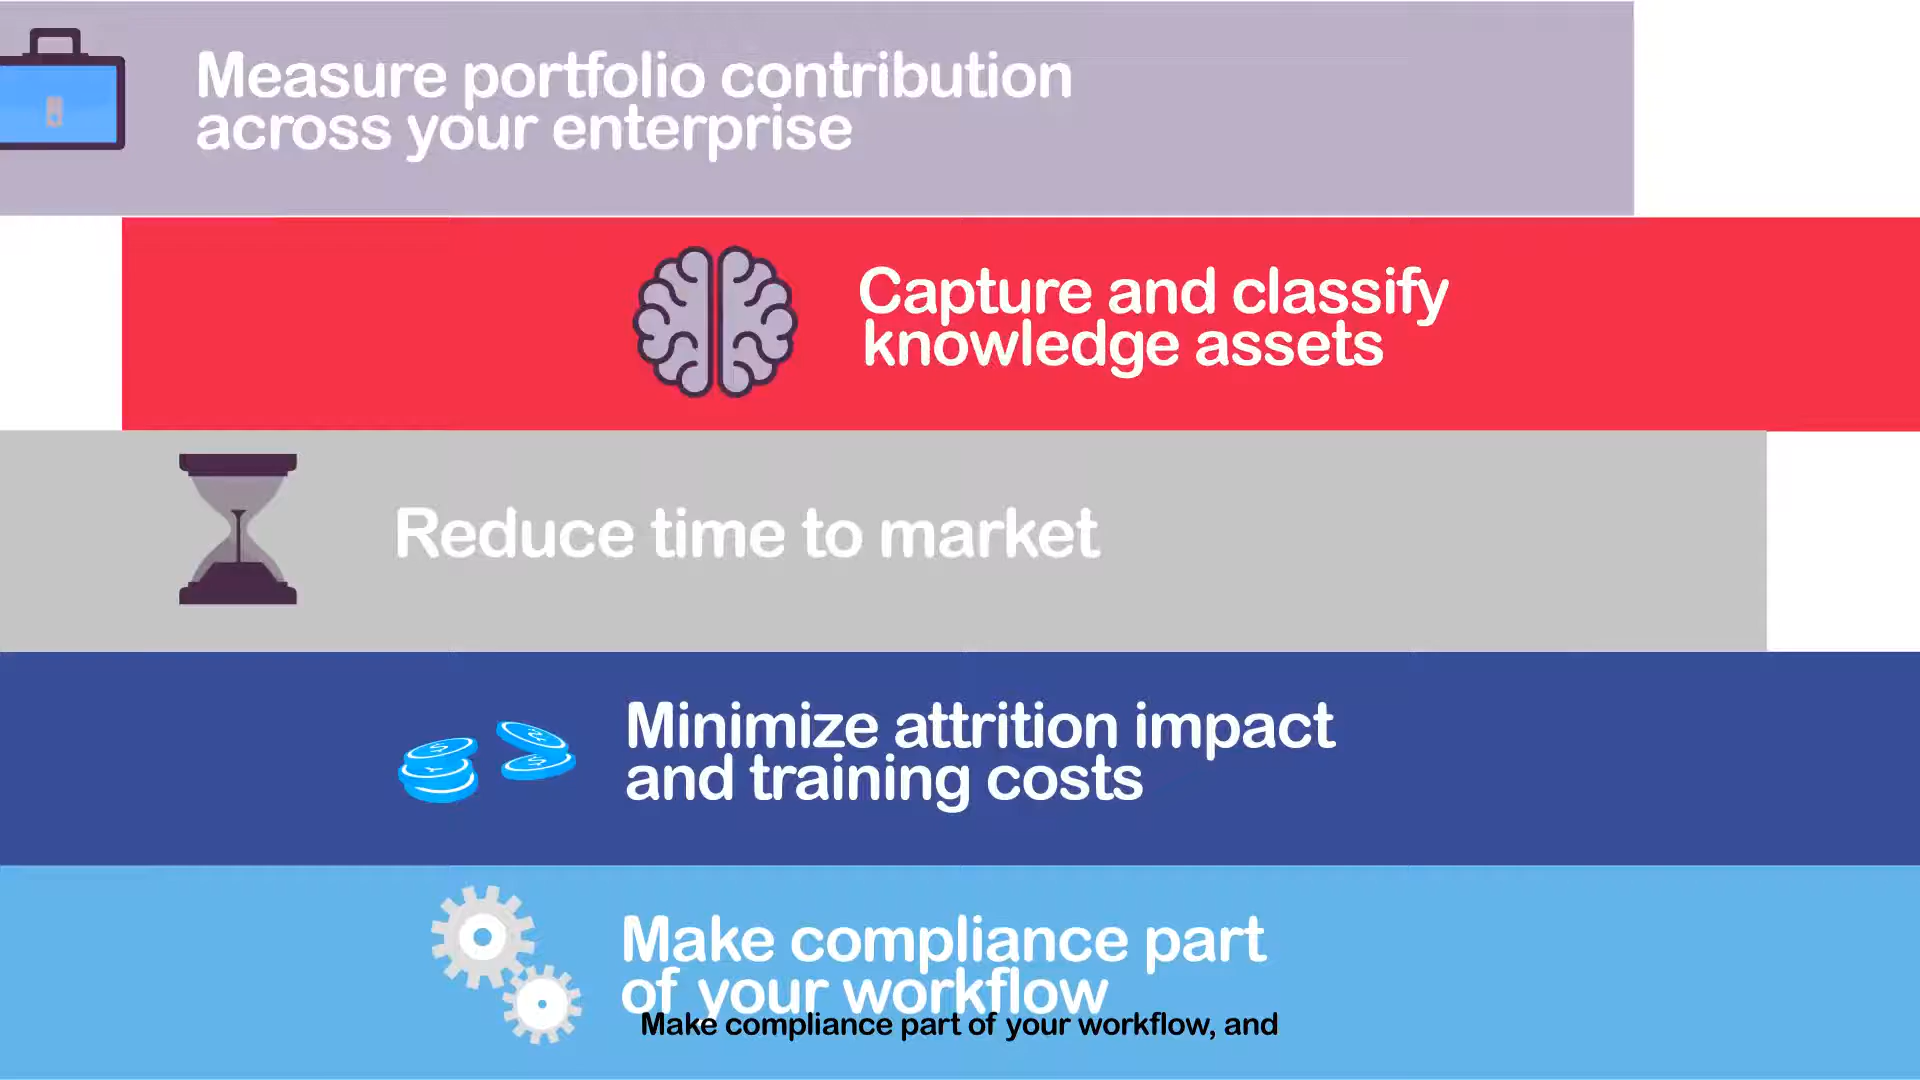 Measure portfolio contribution
across your enterprise
Capture and classify
knowledge assets
Reduce time to market
Minimize attrition impact
and training costs
Make compliance part
of your workflow
Make compliance part of your workflow, and